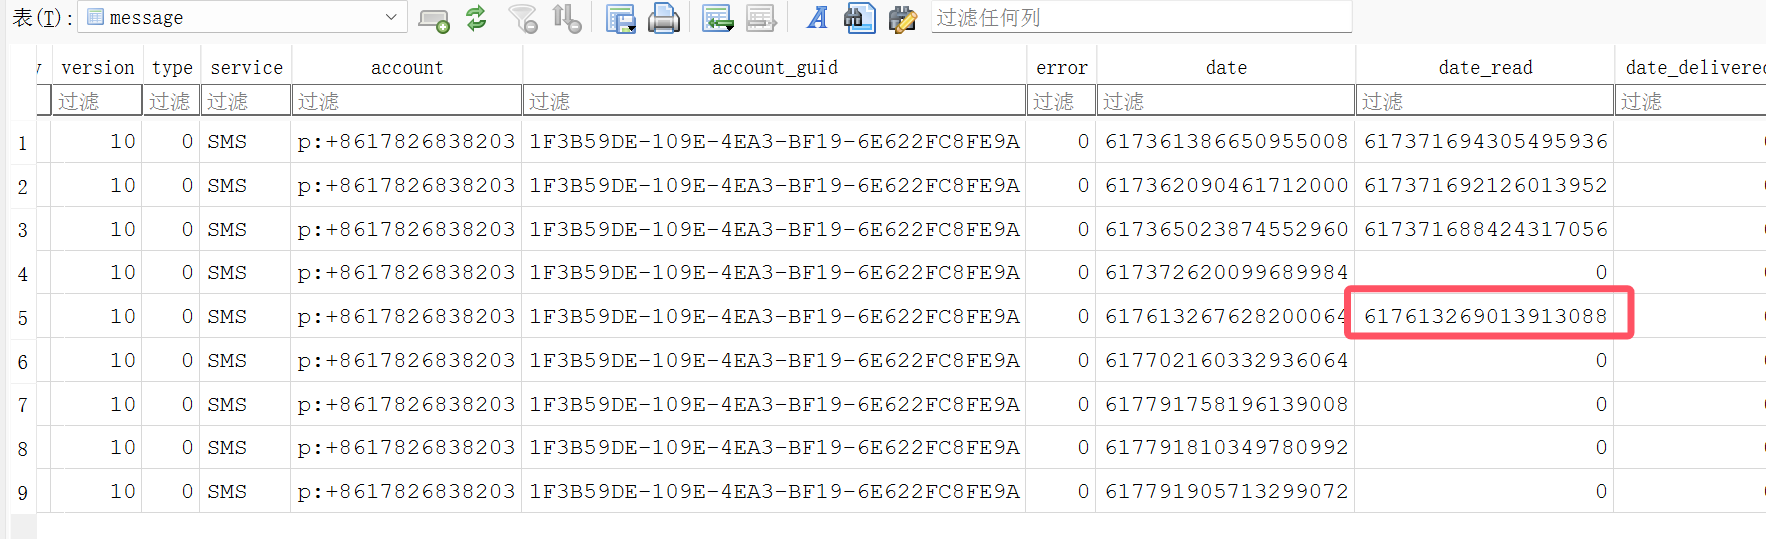 表(T): message 过滤任何列
y version type service account account_guid error date date_read date_delivered
过滤 过滤 过滤 过滤 过滤 过滤 过滤 过滤 过滤
1 10 0 SMS p:+8617826838203 1F3B59DE-109E-4EA3-BF19-6E622FC8FE9A 0 617361386650955008 617371694305495936
2 10 0 SMS p:+8617826838203 1F3B59DE-109E-4EA3-BF19-6E622FC8FE9A 0 617362090461712000 617371692126013952
3 10 0 SMS p:+8617826838203 1F3B59DE-109E-4EA3-BF19-6E622FC8FE9A 0 617365023874552960 617371688424317056
4 10 0 SMS p:+8617826838203 1F3B59DE-109E-4EA3-BF19-6E622FC8FE9A 0 617372620099689984 0
5 10 0 SMS p:+8617826838203 1F3B59DE-109E-4EA3-BF19-6E622FC8FE9A 0 617613267628200064 617613269013913088
6 10 0 SMS p:+8617826838203 1F3B59DE-109E-4EA3-BF19-6E622FC8FE9A 0 617702160332936064 0
7 10 0 SMS p:+8617826838203 1F3B59DE-109E-4EA3-BF19-6E622FC8FE9A 0 617791758196139008 0
8 10 0 SMS p:+8617826838203 1F3B59DE-109E-4EA3-BF19-6E622FC8FE9A 0 617791810349780992 0
9 10 0 SMS p:+8617826838203 1F3B59DE-109E-4EA3-BF19-6E622FC8FE9A 0 617791905713299072 0